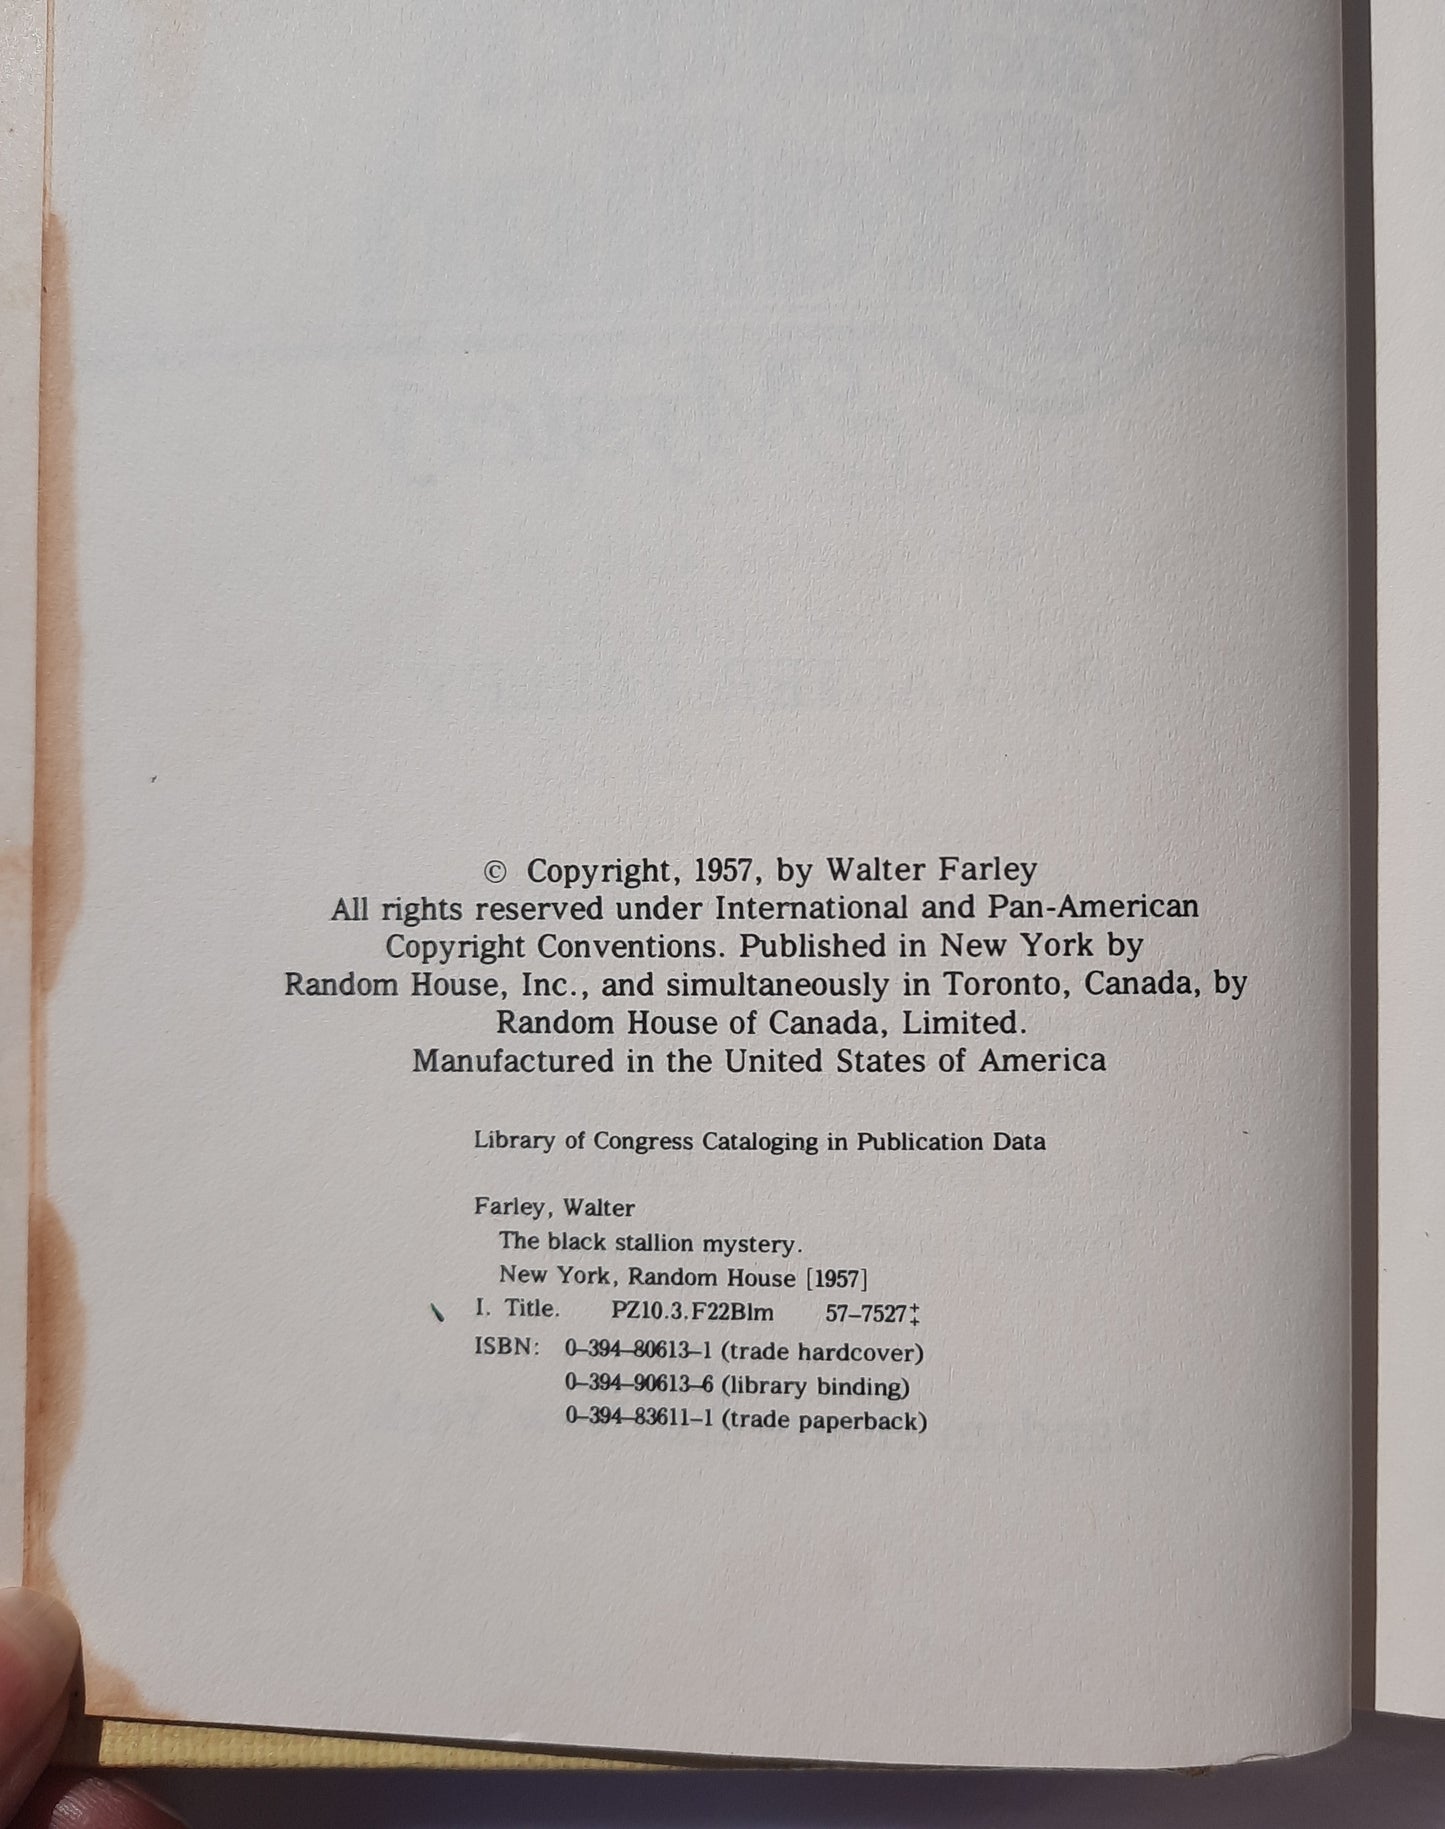 © Copyright, 1957, by Walter Farley
All rights reserved under International and Pan-American
Copyright Conventions. Published in New York by
Random House, Inc., and simultaneously in Toronto, Canada, by
Random House of Canada, Limited.
Manufactured in the United States of America
Library of Congress Cataloging in Publication Data
Farley, Walter
The black stallion mystery.
New York, Random House [1957]
I. Title. PZ10.3.F22Blm 57–7527‡
ISBN: 0–394–80613–1 (trade hardcover)
0–394–90613–6 (library binding)
0–394–83611–1 (trade paperback)